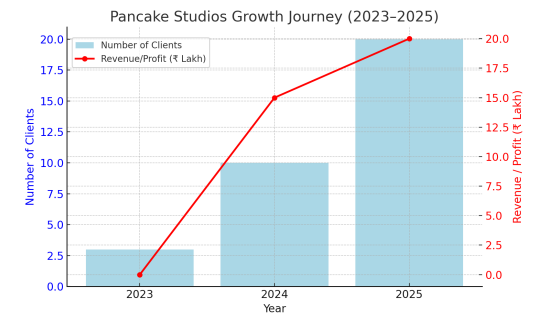 Pancake Studios Growth Journey (2023–2025)
Number of Clients
Revenue/Profit (₹ Lakh)
Number of Clients
20.0
17.5
15.0
12.5
10.0
7.5
5.0
2.5
0.0
20.0
17.5
15.0
12.5
10.0
7.5
5.0
2.5
0.0
Revenue / Profit (₹ Lakh)
2023 2024 2025
Year